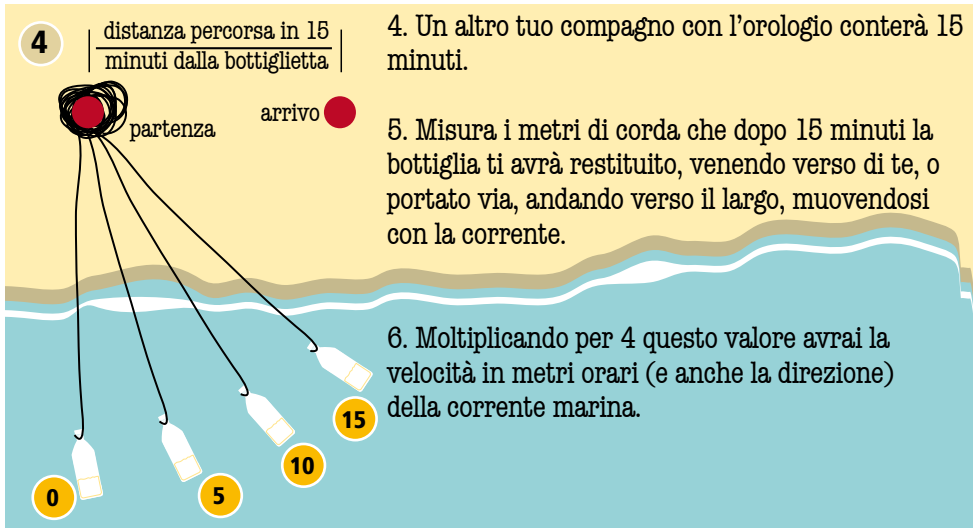 4
distanza percorsa in 15
minuti dalla bottiglietta
partenza
arrivo
4. Un altro tuo compagno con l'orologio conterà 15
minuti.
5. Misura i metri di corda che dopo 15 minuti la
bottiglia ti avrà restituito, venendo verso di te, o
portato via, andando verso il largo, muovendosi
con la corrente.
6. Moltiplicando per 4 questo valore avrai la
velocità in metri orari (e anche la direzione)
della corrente marina.
0
5
10
15